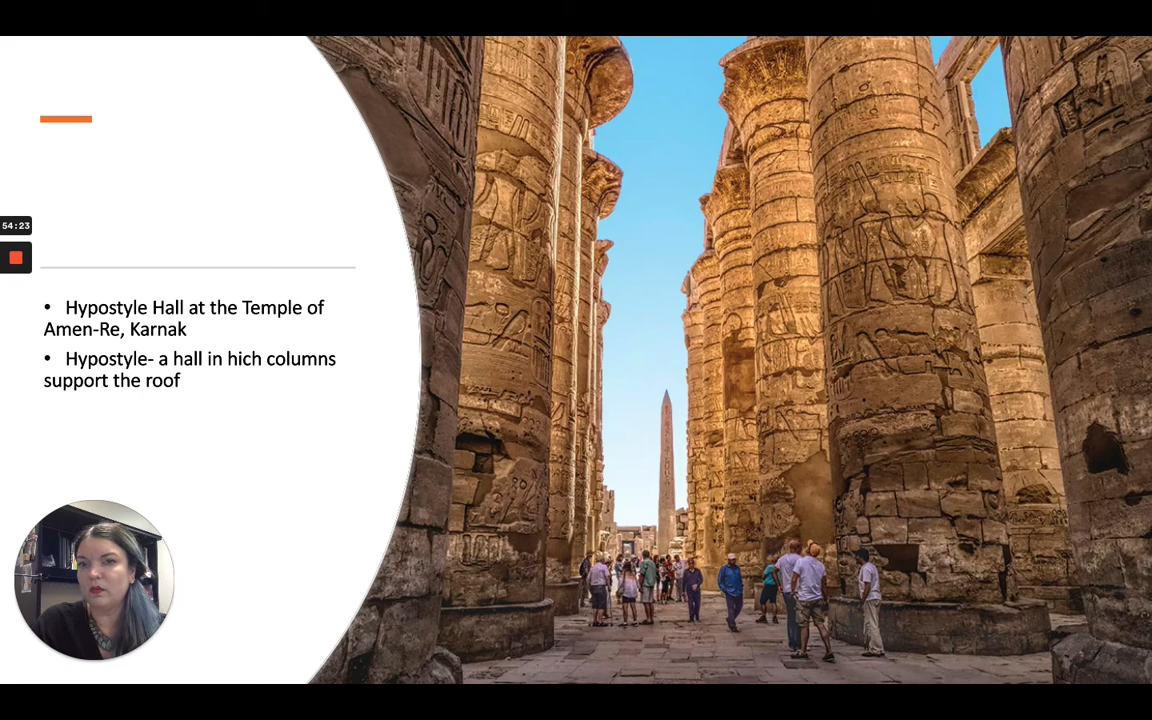 54:23
• Hypostyle Hall at the Temple of
Amen-Re, Karnak
• Hypostyle- a hall in hich columns
support the roof